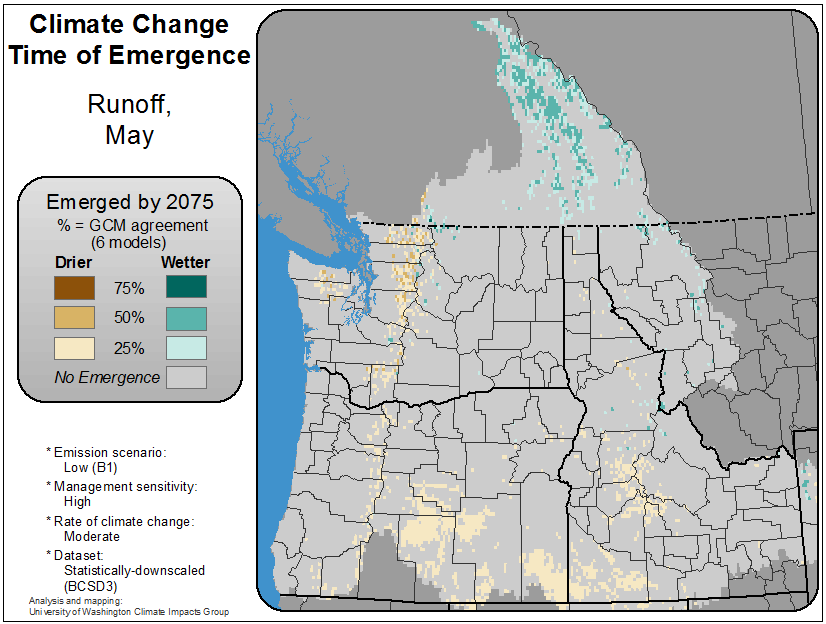 Climate Change
Time of Emergence
Runoff,
May
Emerged by 2075
% = GCM agreement
(6 models)
Drier Wetter
75%
50%
25%
No Emergence
* Emission scenario:
Low (B1)
* Management sensitivity:
High
* Rate of climate change:
Moderate
* Dataset:
Statistically-downscaled
(BCSD3)
Analysis and mapping:
University of Washington Climate Impacts Group